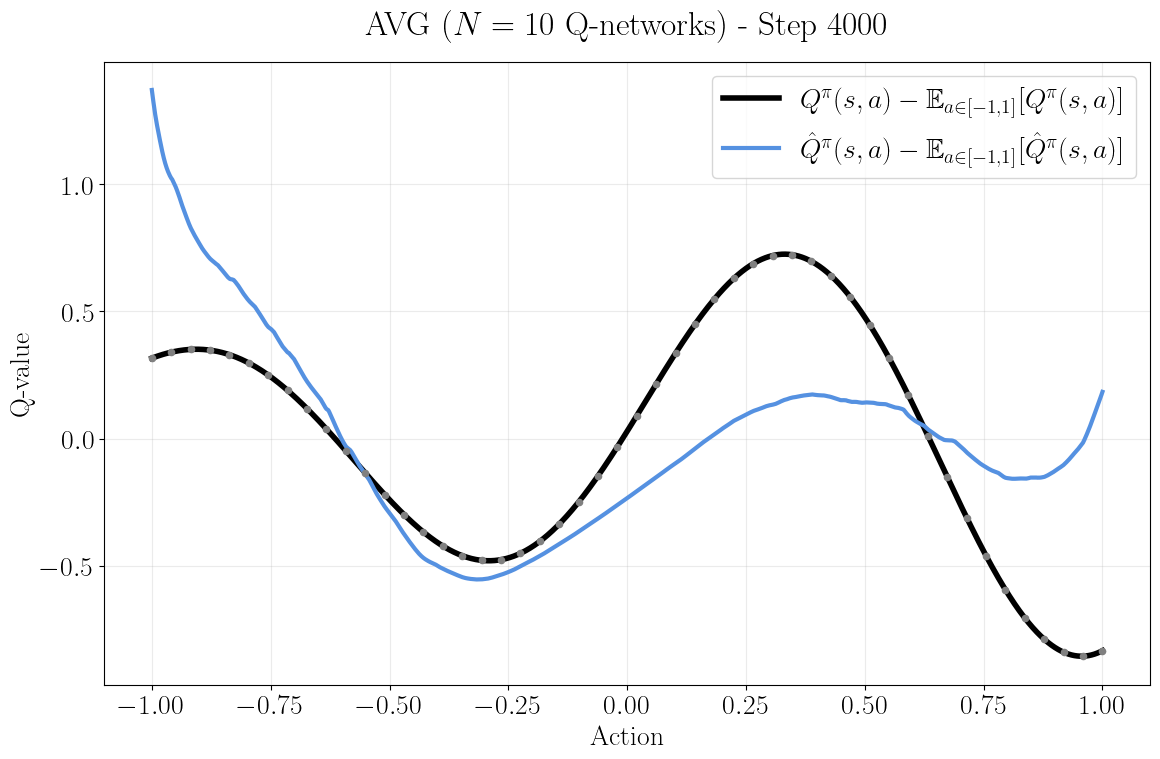 AVG (N = 10 Q-networks) - Step 4000
Q^π(s, a) − 𝔼_{a∈[−1,1]}[Q^π(s, a)]
Q̂^π(s, a) − 𝔼_{a∈[−1,1]}[Q̂^π(s, a)]
Q-value
1.0
0.5
0.0
−0.5
−1.00 −0.75 −0.50 −0.25 0.00 0.25 0.50 0.75 1.00
Action